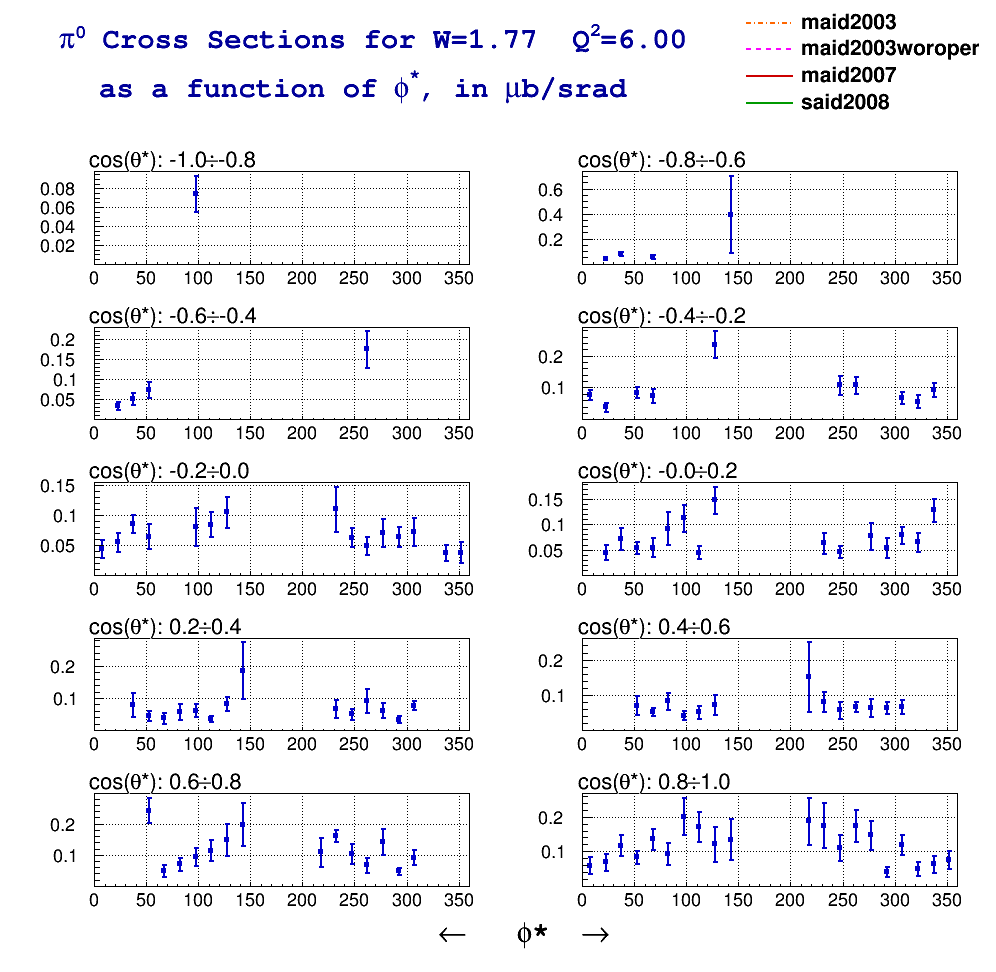 π⁰ Cross Sections for W=1.77 Q²=6.00
as a function of ϕ*, in μb/srad
maid2003
maid2003woroper
maid2007
said2008
cos(θ*): -1.0÷-0.8
0.08
0.06
0.04
0.02
0 50 100 150 200 250 300 350
cos(θ*): -0.8÷-0.6
0.6
0.4
0.2
0 50 100 150 200 250 300 350
cos(θ*): -0.6÷-0.4
0.2
0.15
0.1
0.05
0 50 100 150 200 250 300 350
cos(θ*): -0.4÷-0.2
0.2
0.1
0 50 100 150 200 250 300 350
cos(θ*): -0.2÷0.0
0.15
0.1
0.05
0 50 100 150 200 250 300 350
cos(θ*): -0.0÷0.2
0.15
0.1
0.05
0 50 100 150 200 250 300 350
cos(θ*): 0.2÷0.4
0.2
0.1
0 50 100 150 200 250 300 350
cos(θ*): 0.4÷0.6
0.2
0.1
0 50 100 150 200 250 300 350
cos(θ*): 0.6÷0.8
0.2
0.1
0 50 100 150 200 250 300 350
cos(θ*): 0.8÷1.0
0.2
0.1
0 50 100 150 200 250 300 350
← ϕ* →